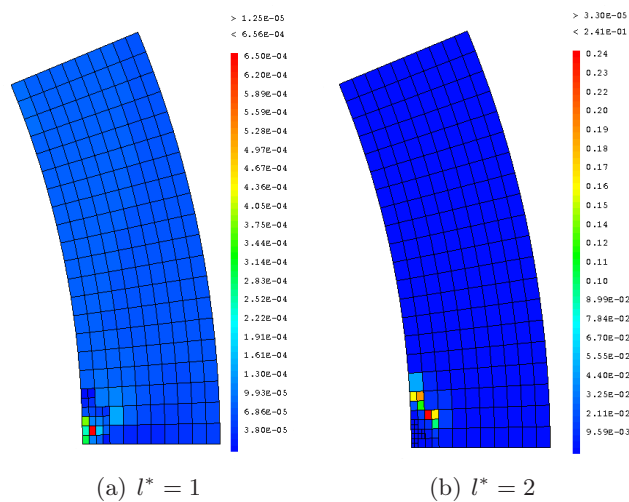 > 1.25E-05
< 6.56E-04
6.50E-04
6.20E-04
5.89E-04
5.59E-04
5.28E-04
4.97E-04
4.67E-04
4.36E-04
4.05E-04
3.75E-04
3.44E-04
3.13E-04
2.83E-04
2.52E-04
2.22E-04
1.91E-04
1.61E-04
1.30E-04
9.93E-05
6.86E-05
3.80E-05
(a) l* = 1
> 3.30E-05
< 2.41E-01
0.24
0.23
0.22
0.20
0.19
0.18
0.17
0.16
0.15
0.14
0.12
0.11
0.10
8.99E-02
7.84E-02
6.70E-02
5.55E-02
4.40E-02
3.25E-02
2.11E-02
9.59E-03
(b) l* = 2